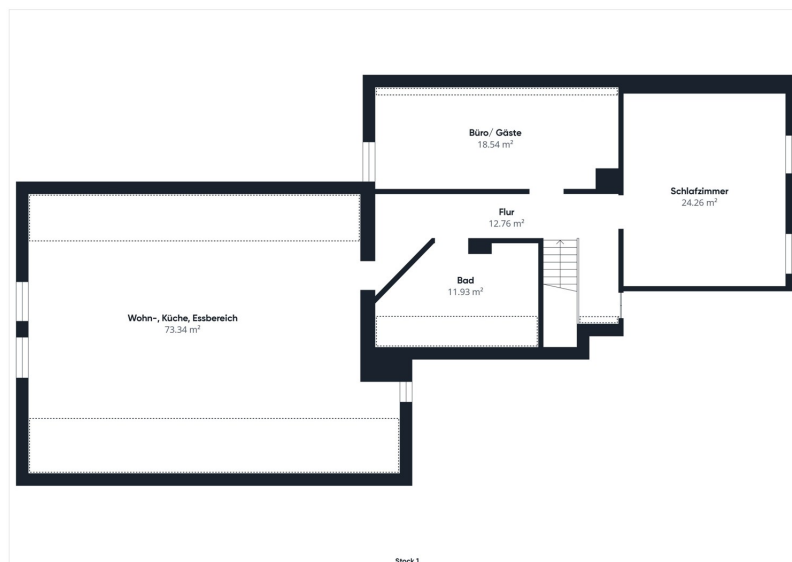 Büro/ Gäste
18.54 m²
Schlafzimmer
24.26 m²
Flur
12.76 m²
Bad
11.93 m²
Wohn-, Küche, Essbereich
73.34 m²
Stock 1